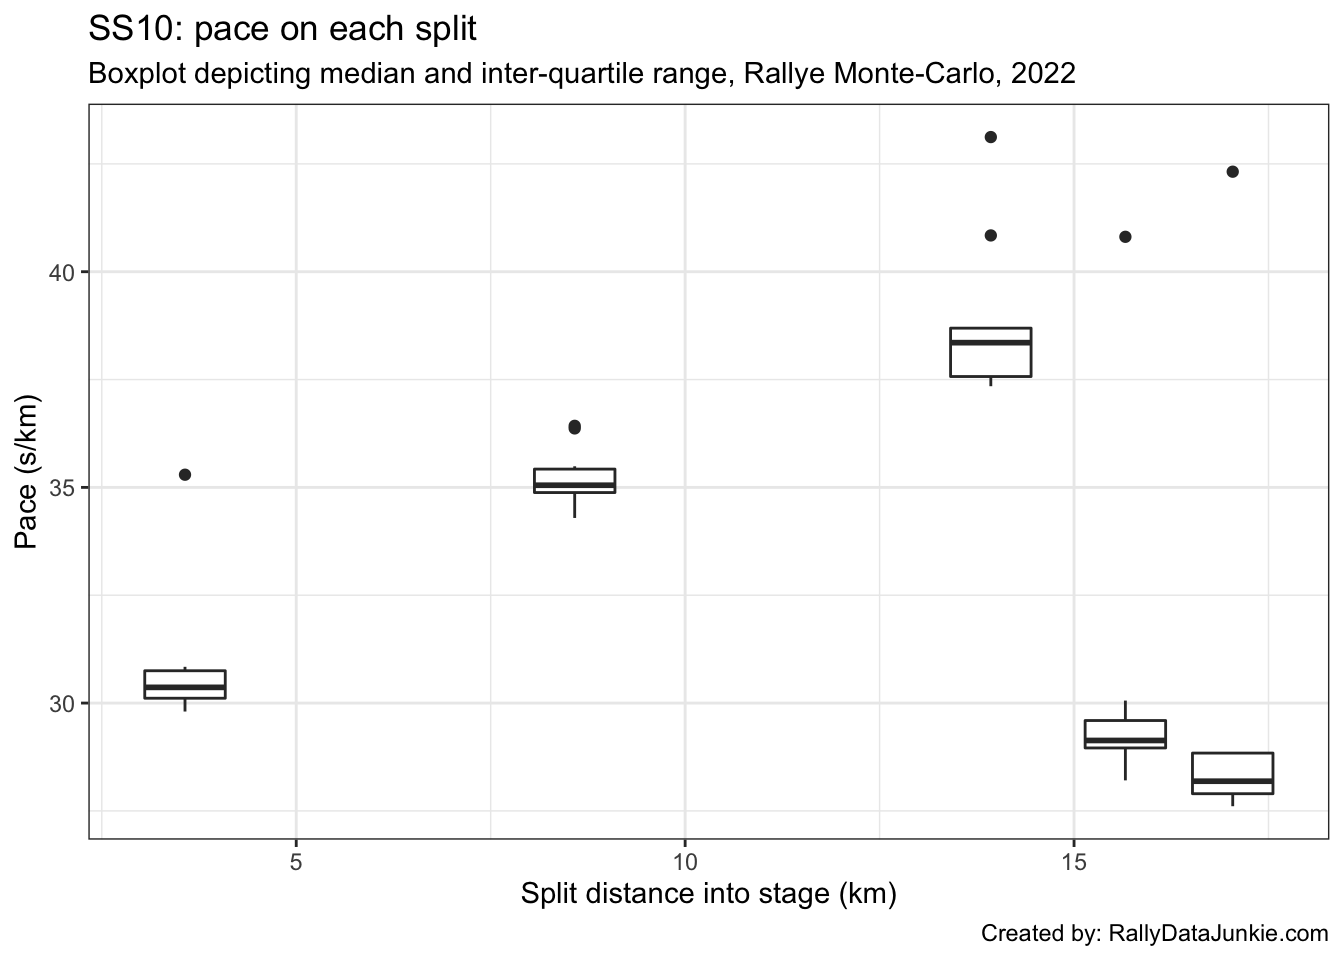 SS10: pace on each split
Boxplot depicting median and inter-quartile range, Rallye Monte-Carlo, 2022
Pace (s/km)
40
35
30
5 10 15
Split distance into stage (km)
Created by: RallyDataJunkie.com